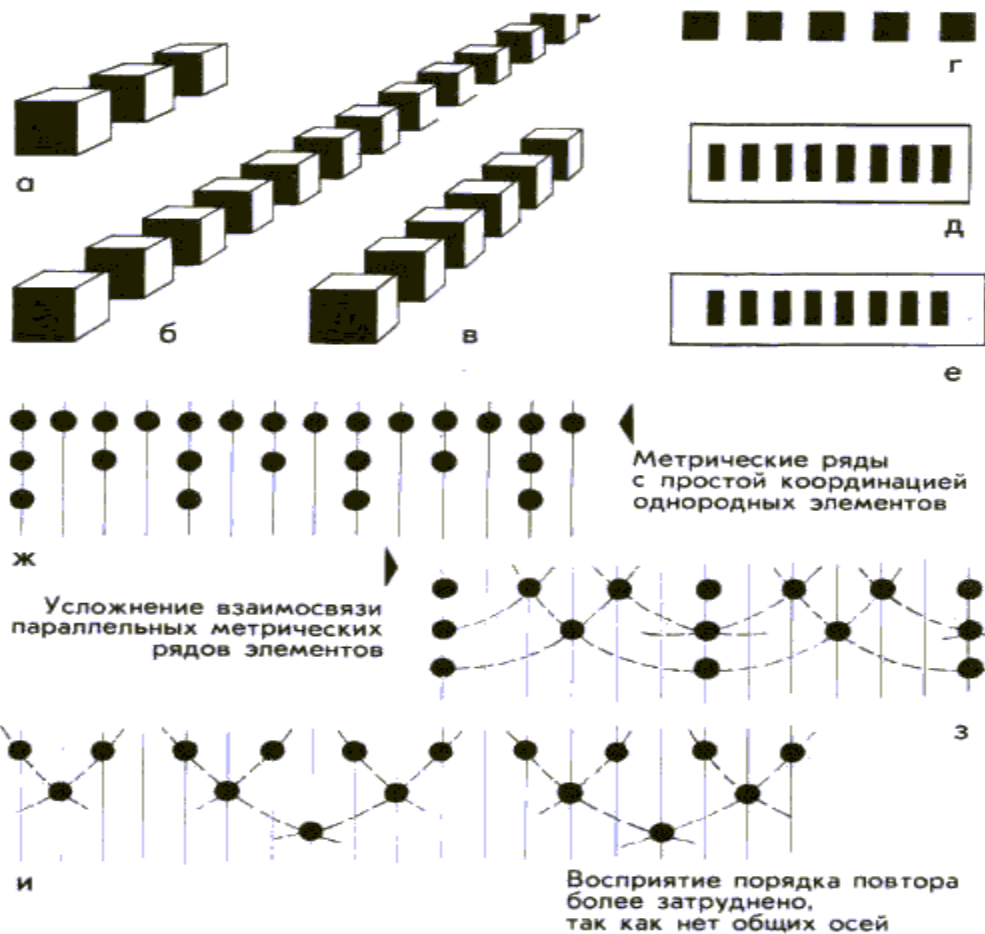 а
б
в
г
д
е
Метрические ряды
с простой координацией
однородных элементов
ж
Усложнение взаимосвязи
параллельных метрических
рядов элементов
з
и
Восприятие порядка повтора
более затруднено,
так как нет общих осей